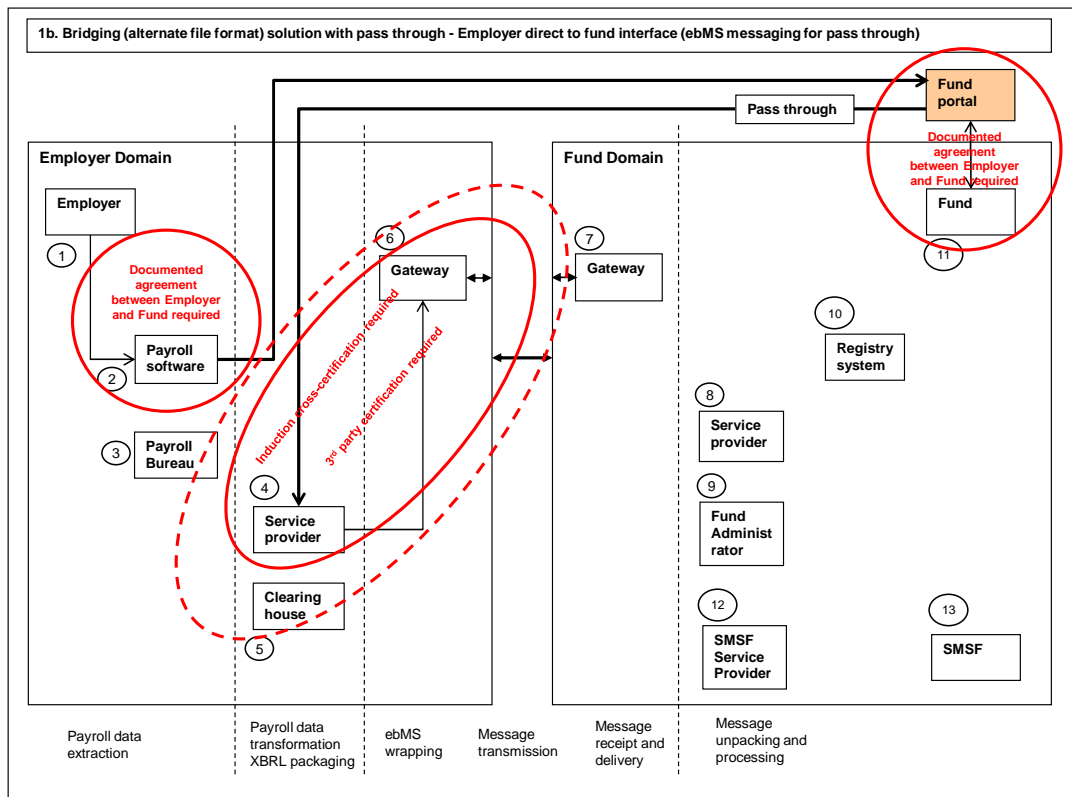 1b. Bridging (alternate file format) solution with pass through - Employer direct to fund interface (ebMS messaging for pass through)
Fund
portal
Pass through
Documented
agreement
between Employer
and Fund required
Employer Domain
Fund Domain
Employer
Fund
1
6
7
11
Gateway
Gateway
Documented
agreement
between Employer
and Fund required
10
Payroll
software
Registry
system
2
Induction cross-certification required
3rd party certification required
8
Service
provider
3
Payroll
Bureau
4
9
Service
provider
Fund
Administ
rator
Clearing
house
5
12
13
SMSF
Service
Provider
SMSF
Payroll data
extraction
Payroll data
transformation
XBRL packaging
ebMS
wrapping
Message
transmission
Message
receipt and
delivery
Message
unpacking and
processing